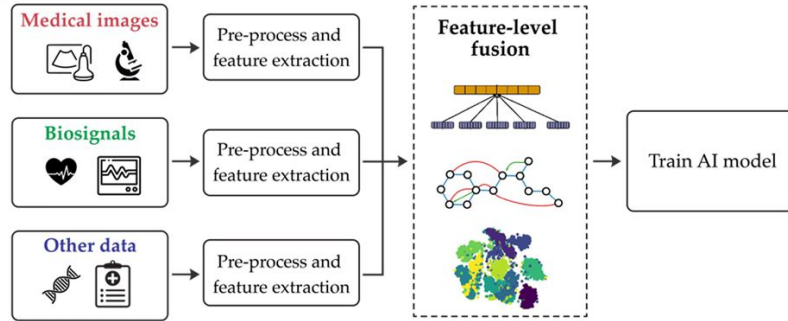 Medical images
Pre-process and
feature extraction
Biosignals
Pre-process and
feature extraction
Other data
Pre-process and
feature extraction
Feature-level
fusion
Train AI model